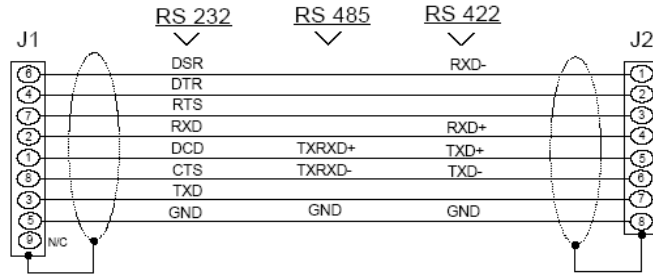 RS 232 RS 485 RS 422
J1 J2
6 DSR RXD- 1
4 DTR 2
7 RTS 3
2 RXD RXD+ 4
1 DCD TXRXD+ TXD+ 5
8 CTS TXRXD- TXD- 6
3 TXD 7
5 GND GND GND 8
9 N/C